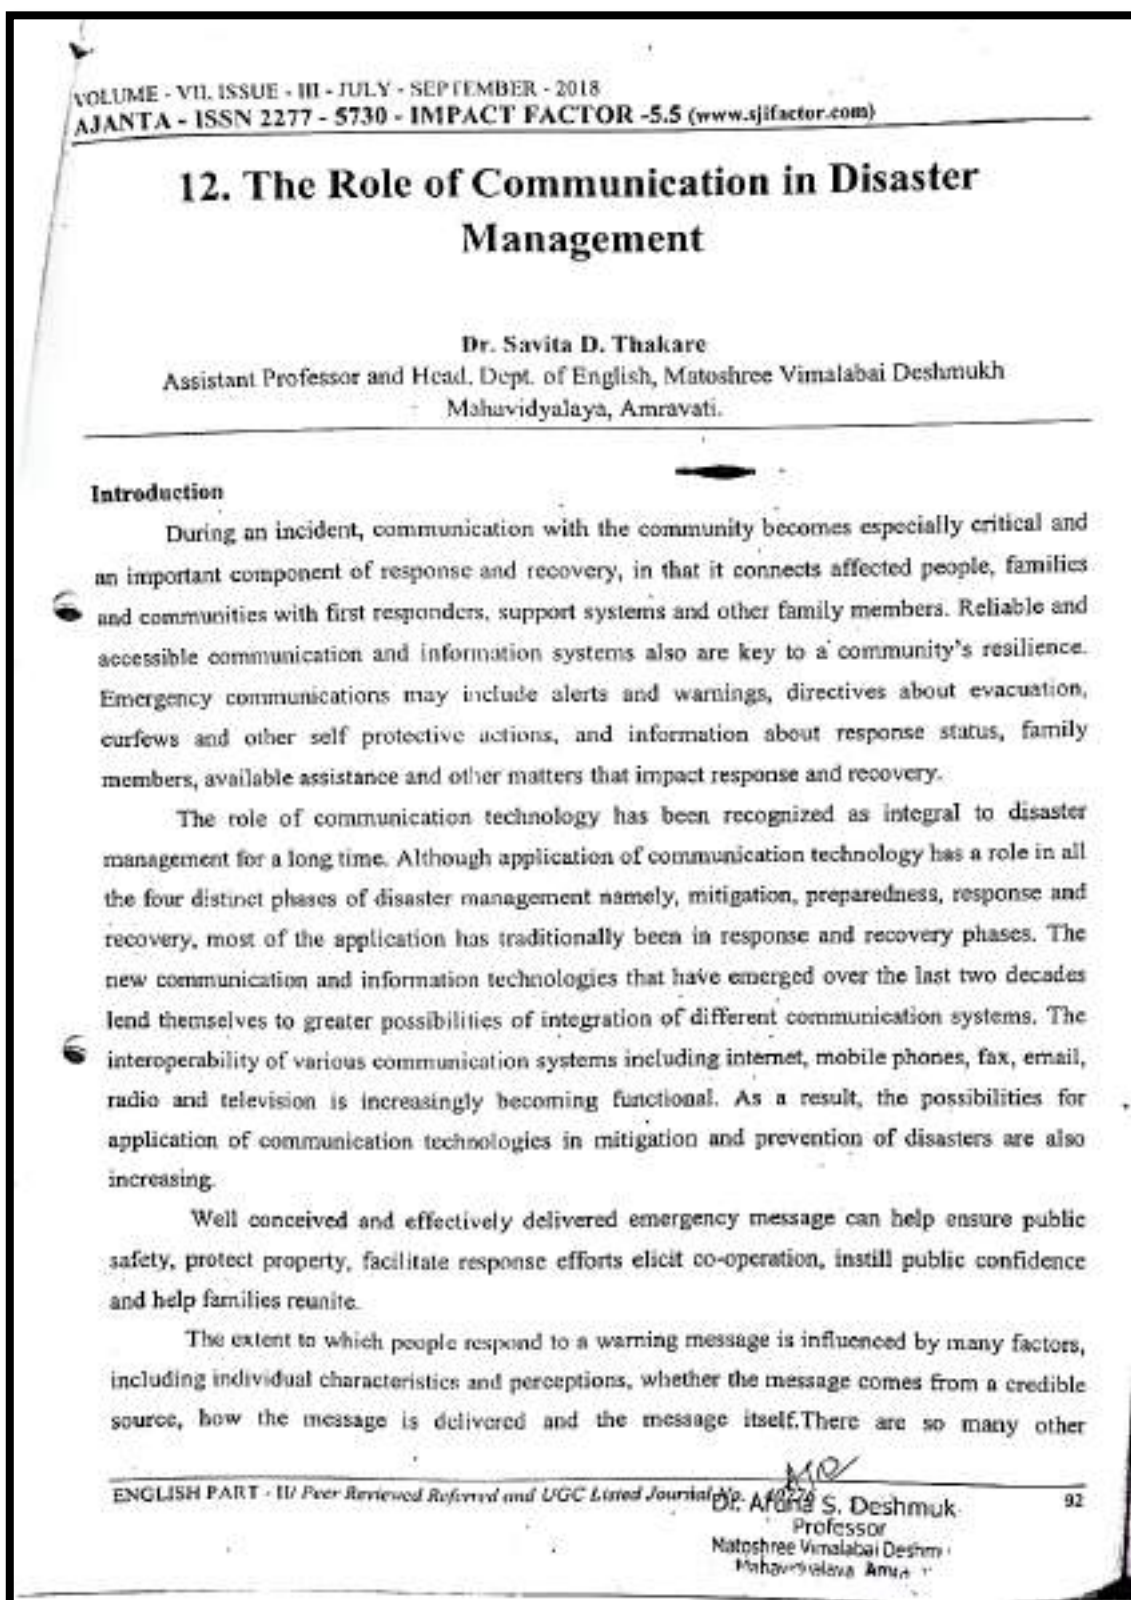 VOLUME - VII, ISSUE - III - JULY - SEPTEMBER - 2018
AJANTA - ISSN 2277 - 5730 - IMPACT FACTOR -5.5 (www.sjifactor.com)
12. The Role of Communication in Disaster
Management
Dr. Savita D. Thakare
Assistant Professor and Head, Dept. of English, Matoshree Vimalabai Deshmukh
Mahavidyalaya, Amravati.
Introduction
During an incident, communication with the community becomes especially critical and
an important component of response and recovery, in that it connects affected people, families
and communities with first responders, support systems and other family members. Reliable and
accessible communication and information systems also are key to a community's resilience.
Emergency communications may include alerts and warnings, directives about evacuation,
curfews and other self protective actions, and information about response status, family
members, available assistance and other matters that impact response and recovery.
The role of communication technology has been recognized as integral to disaster
management for a long time. Although application of communication technology has a role in all
the four distinct phases of disaster management namely, mitigation, preparedness, response and
recovery, most of the application has traditionally been in response and recovery phases. The
new communication and information technologies that have emerged over the last two decades
lend themselves to greater possibilities of integration of different communication systems. The
interoperability of various communication systems including internet, mobile phones, fax, email,
radio and television is increasingly becoming functional. As a result, the possibilities for
application of communication technologies in mitigation and prevention of disasters are also
increasing.
Well conceived and effectively delivered emergency message can help ensure public
safety, protect property, facilitate response efforts elicit co-operation, instill public confidence
and help families reunite.
The extent to which people respond to a warning message is influenced by many factors,
including individual characteristics and perceptions, whether the message comes from a credible
source, how the message is delivered and the message itself.There are so many other
ENGLISH PART - II/ Peer Reviewed Referred and UGC Listed Journal 92
Dr. Aruna S. Deshmuk
Professor
Matoshree Vimalabai Deshm